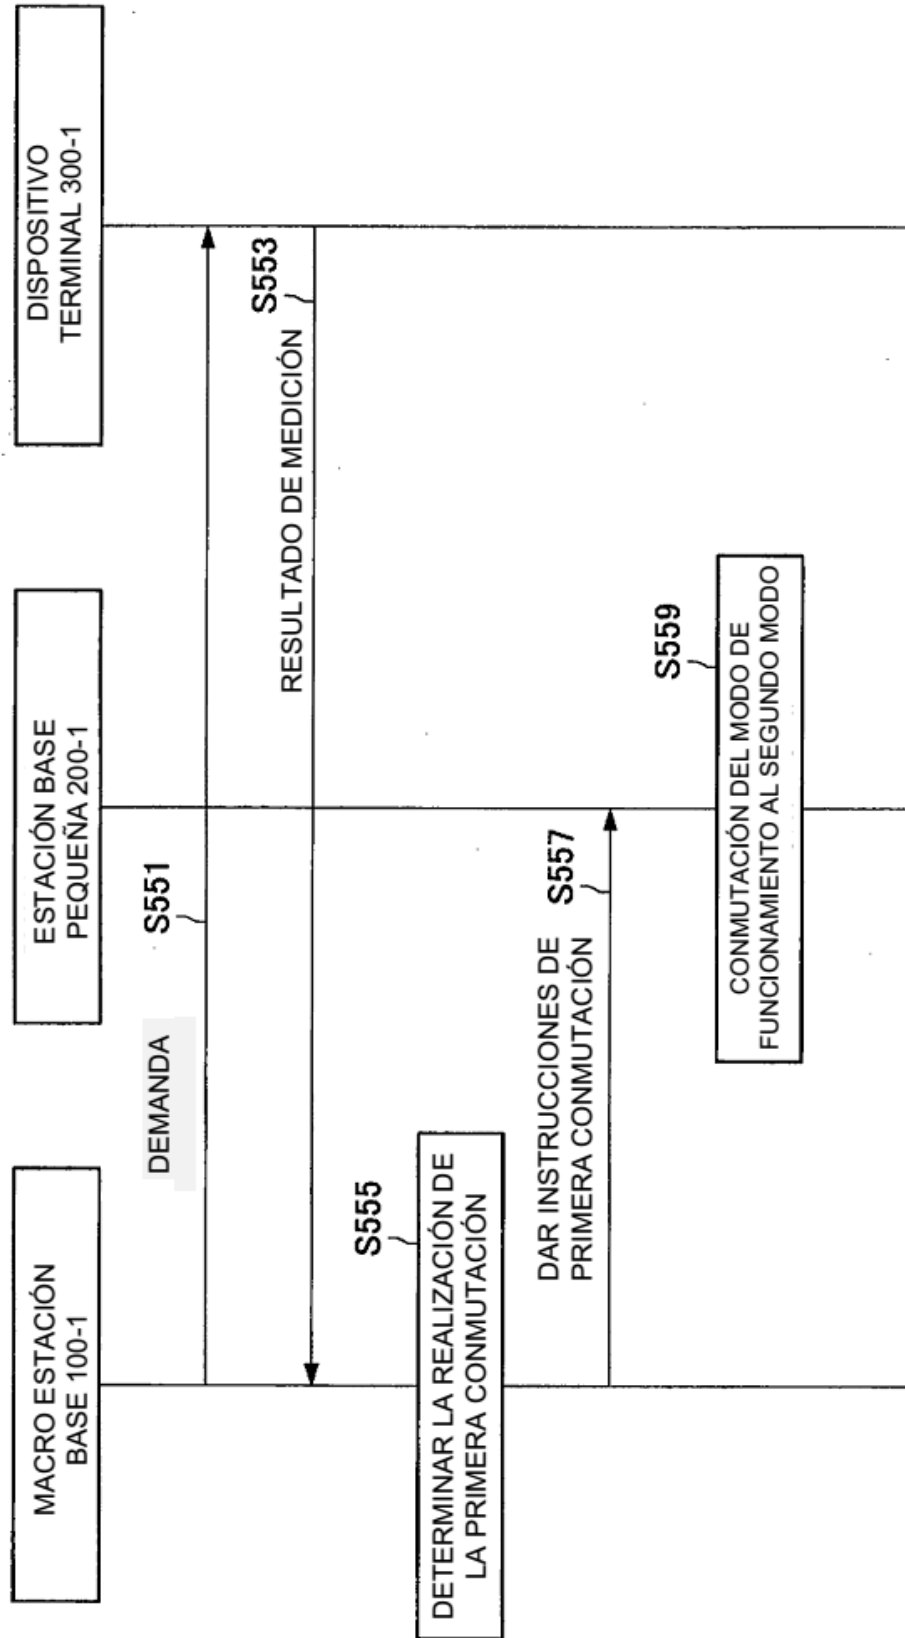 MACRO ESTACIÓN
BASE 100-1
ESTACIÓN BASE
PEQUEÑA 200-1
DISPOSITIVO
TERMINAL 300-1
DEMANDA
S551
S553
RESULTADO DE MEDICIÓN
S555
DETERMINAR LA REALIZACIÓN DE
LA PRIMERA CONMUTACIÓN
DAR INSTRUCCIONES DE
PRIMERA CONMUTACIÓN
S557
S559
CONMUTACIÓN DEL MODO DE
FUNCIONAMIENTO AL SEGUNDO MODO